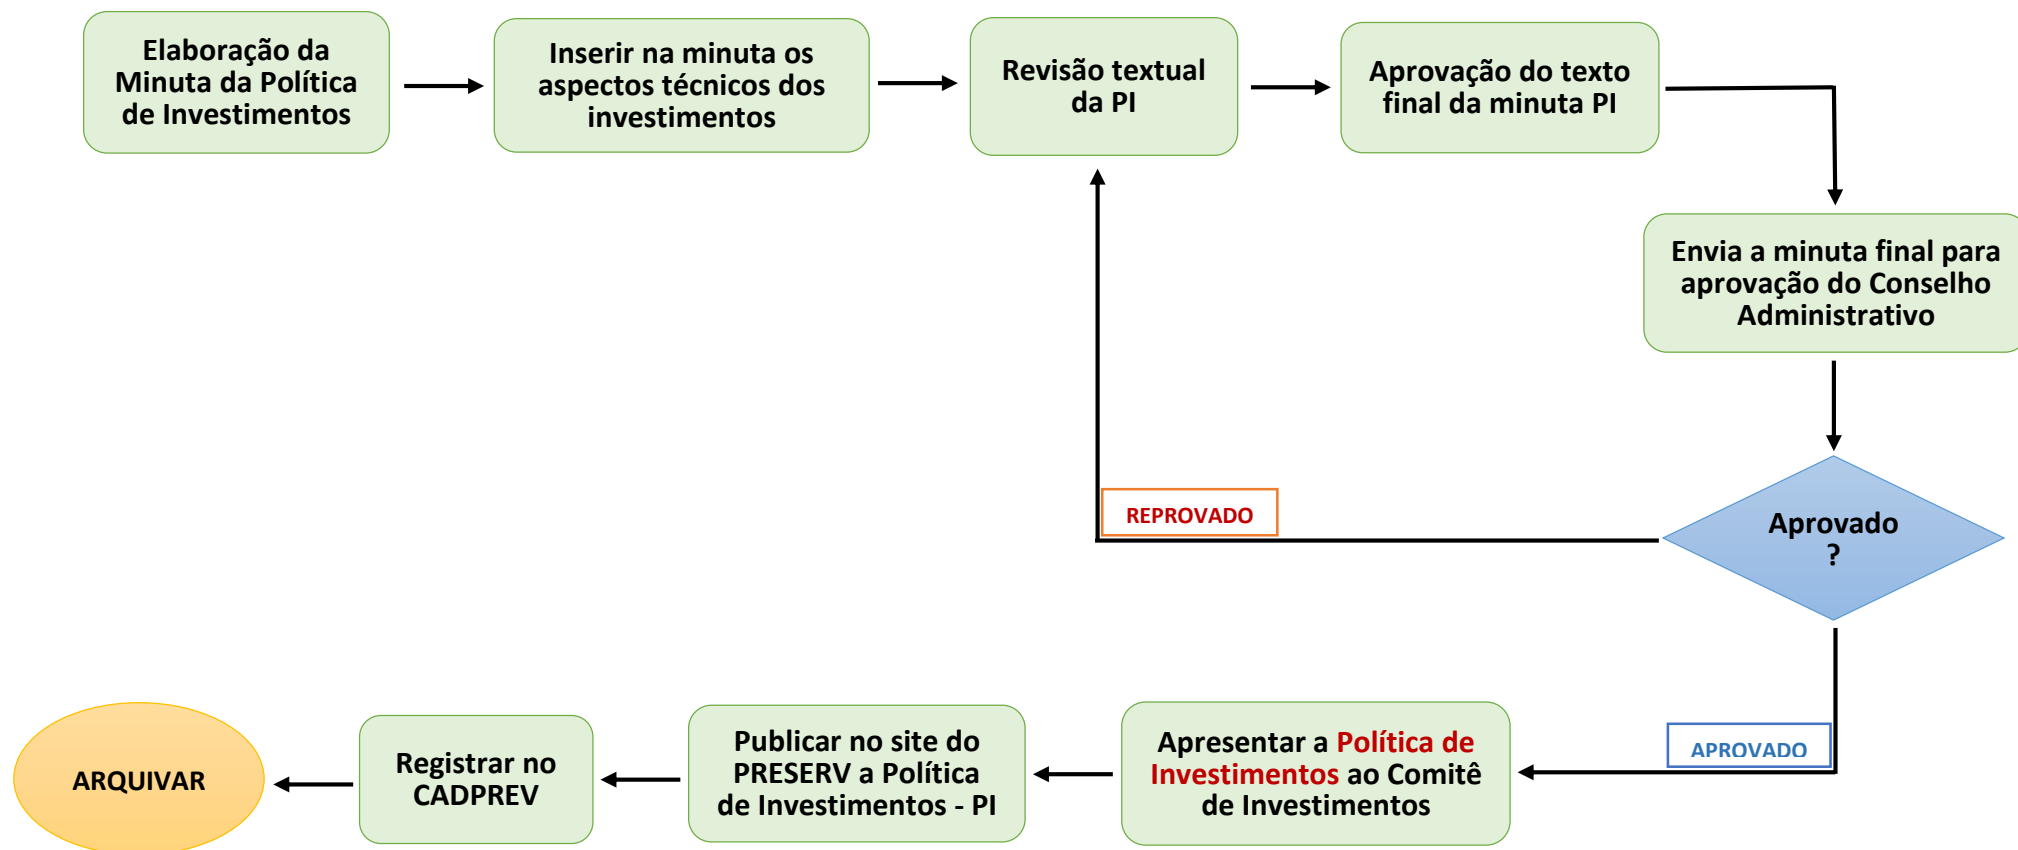 Elaboração da
Minuta da Política
de Investimentos
Inserir na minuta os
aspectos técnicos dos
investimentos
Revisão textual
da PI
Aprovação do texto
final da minuta PI
Envia a minuta final para
aprovação do Conselho
Administrativo
Aprovado
?
REPROVADO
APROVADO
Apresentar a Política de
Investimentos ao Comitê
de Investimentos
Publicar no site do
PRESERV a Política
de Investimentos - PI
Registrar no
CADPREV
ARQUIVAR